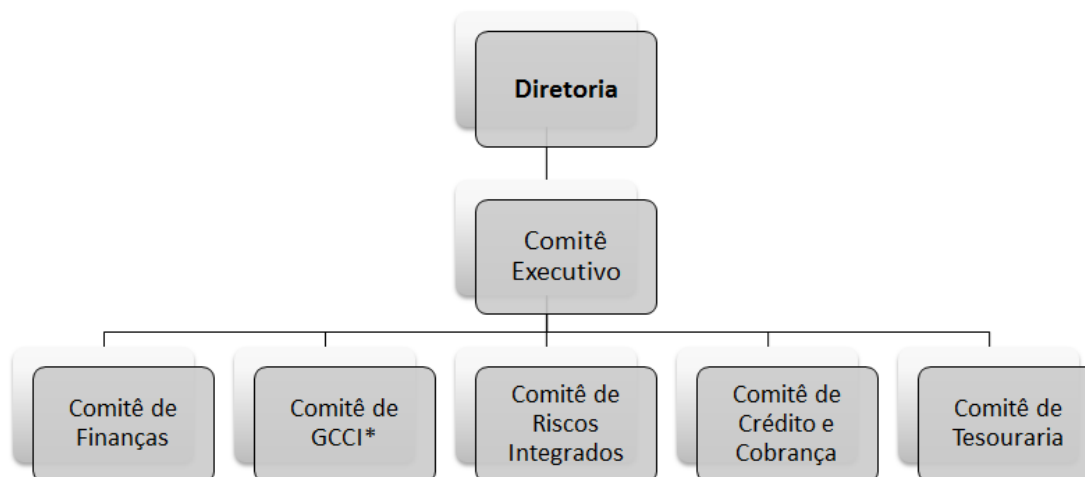 Diretoria
Comitê
Executivo
Comitê de
Finanças
Comitê de
GCCI*
Comitê de
Riscos
Integrados
Comitê de
Crédito e
Cobrança
Comitê de
Tesouraria